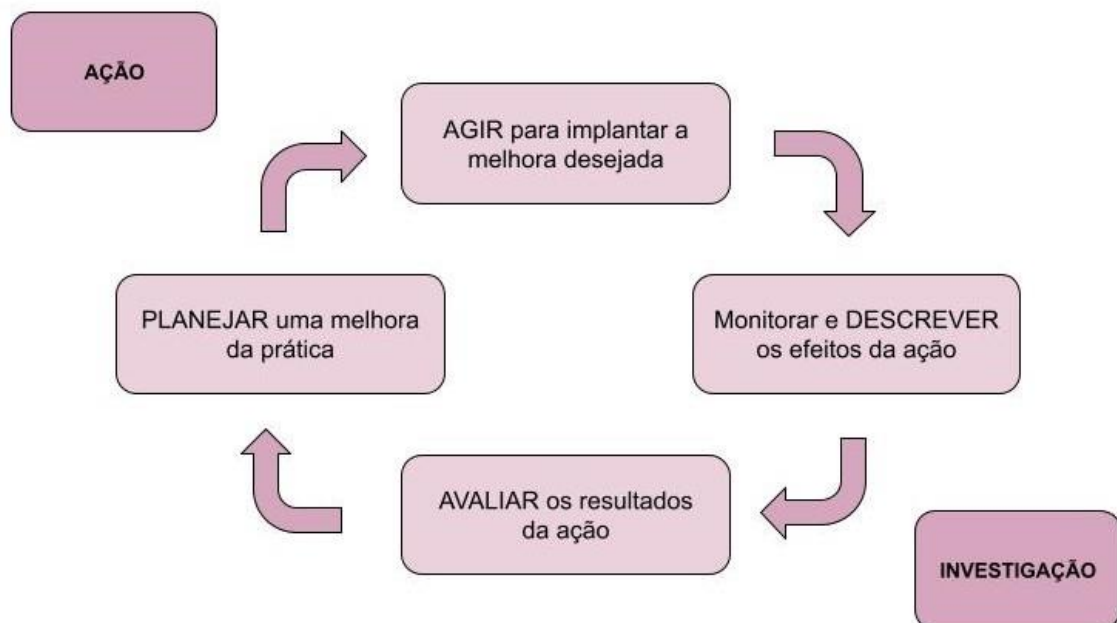 AÇÃO
AGIR para implantar a
melhora desejada
PLANEJAR uma melhora
da prática
Monitorar e DESCREVER
os efeitos da ação
AVALIAR os resultados
da ação
INVESTIGAÇÃO